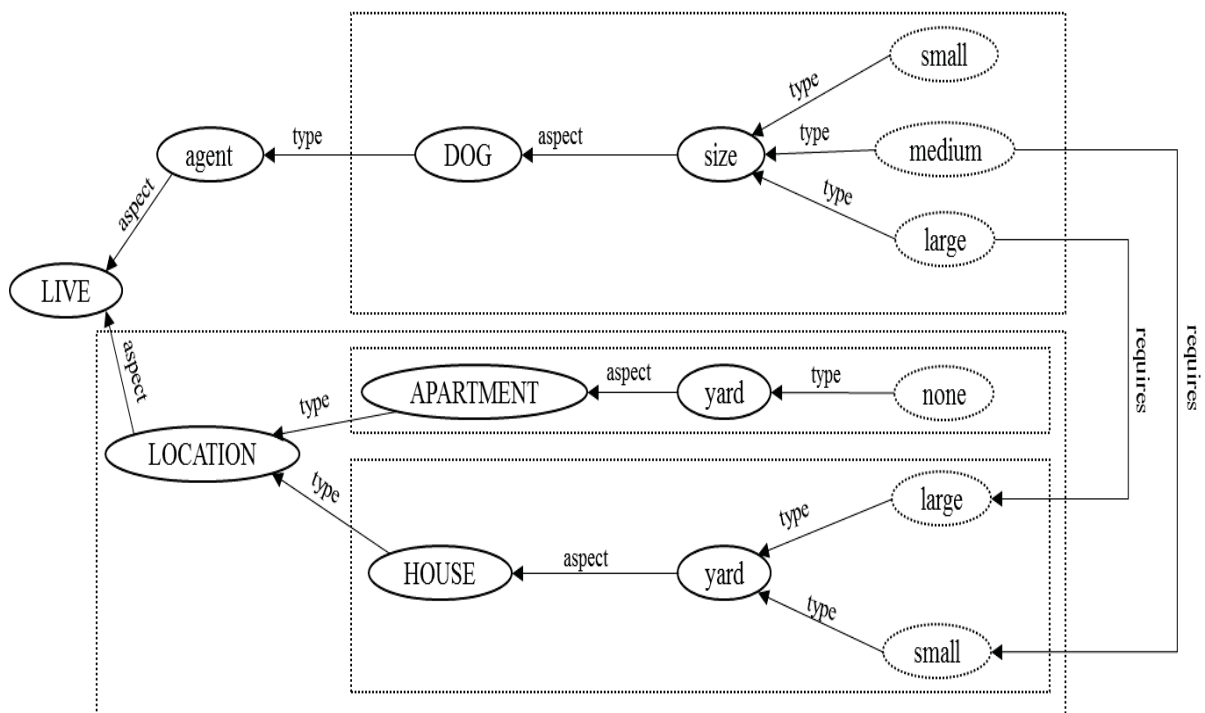 small
type
type
aspect
type
agent
DOG
size
medium
type
aspect
large
LIVE
aspect
requires
requires
APARTMENT
aspect
yard
type
none
type
LOCATION
type
large
type
HOUSE
aspect
yard
type
small